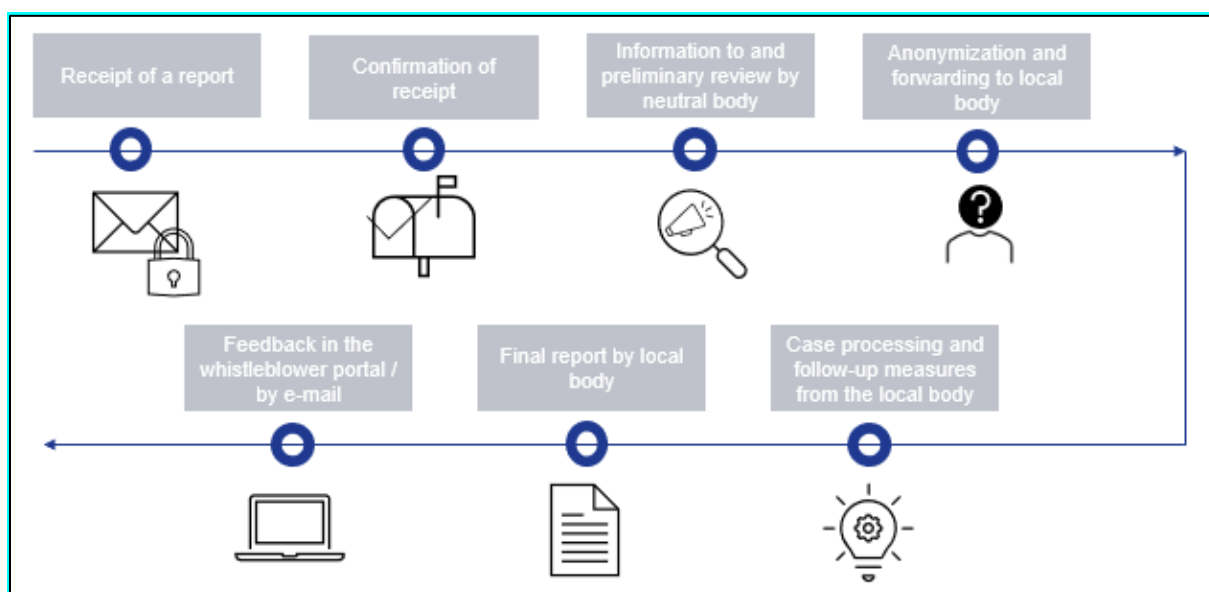 Receipt of a report
Confirmation of
receipt
Information to and
preliminary review by
neutral body
Anonymization and
forwarding to local
body
Case processing and
follow-up measures
from the local body
Final report by local
body
Feedback in the
whistleblower portal /
by e-mail